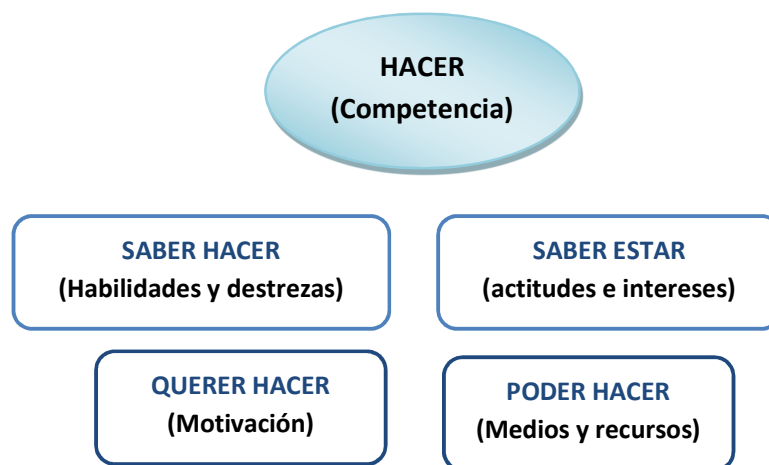 HACER
(Competencia)
SABER HACER
(Habilidades y destrezas)
SABER ESTAR
(actitudes e intereses)
QUERER HACER
(Motivación)
PODER HACER
(Medios y recursos)